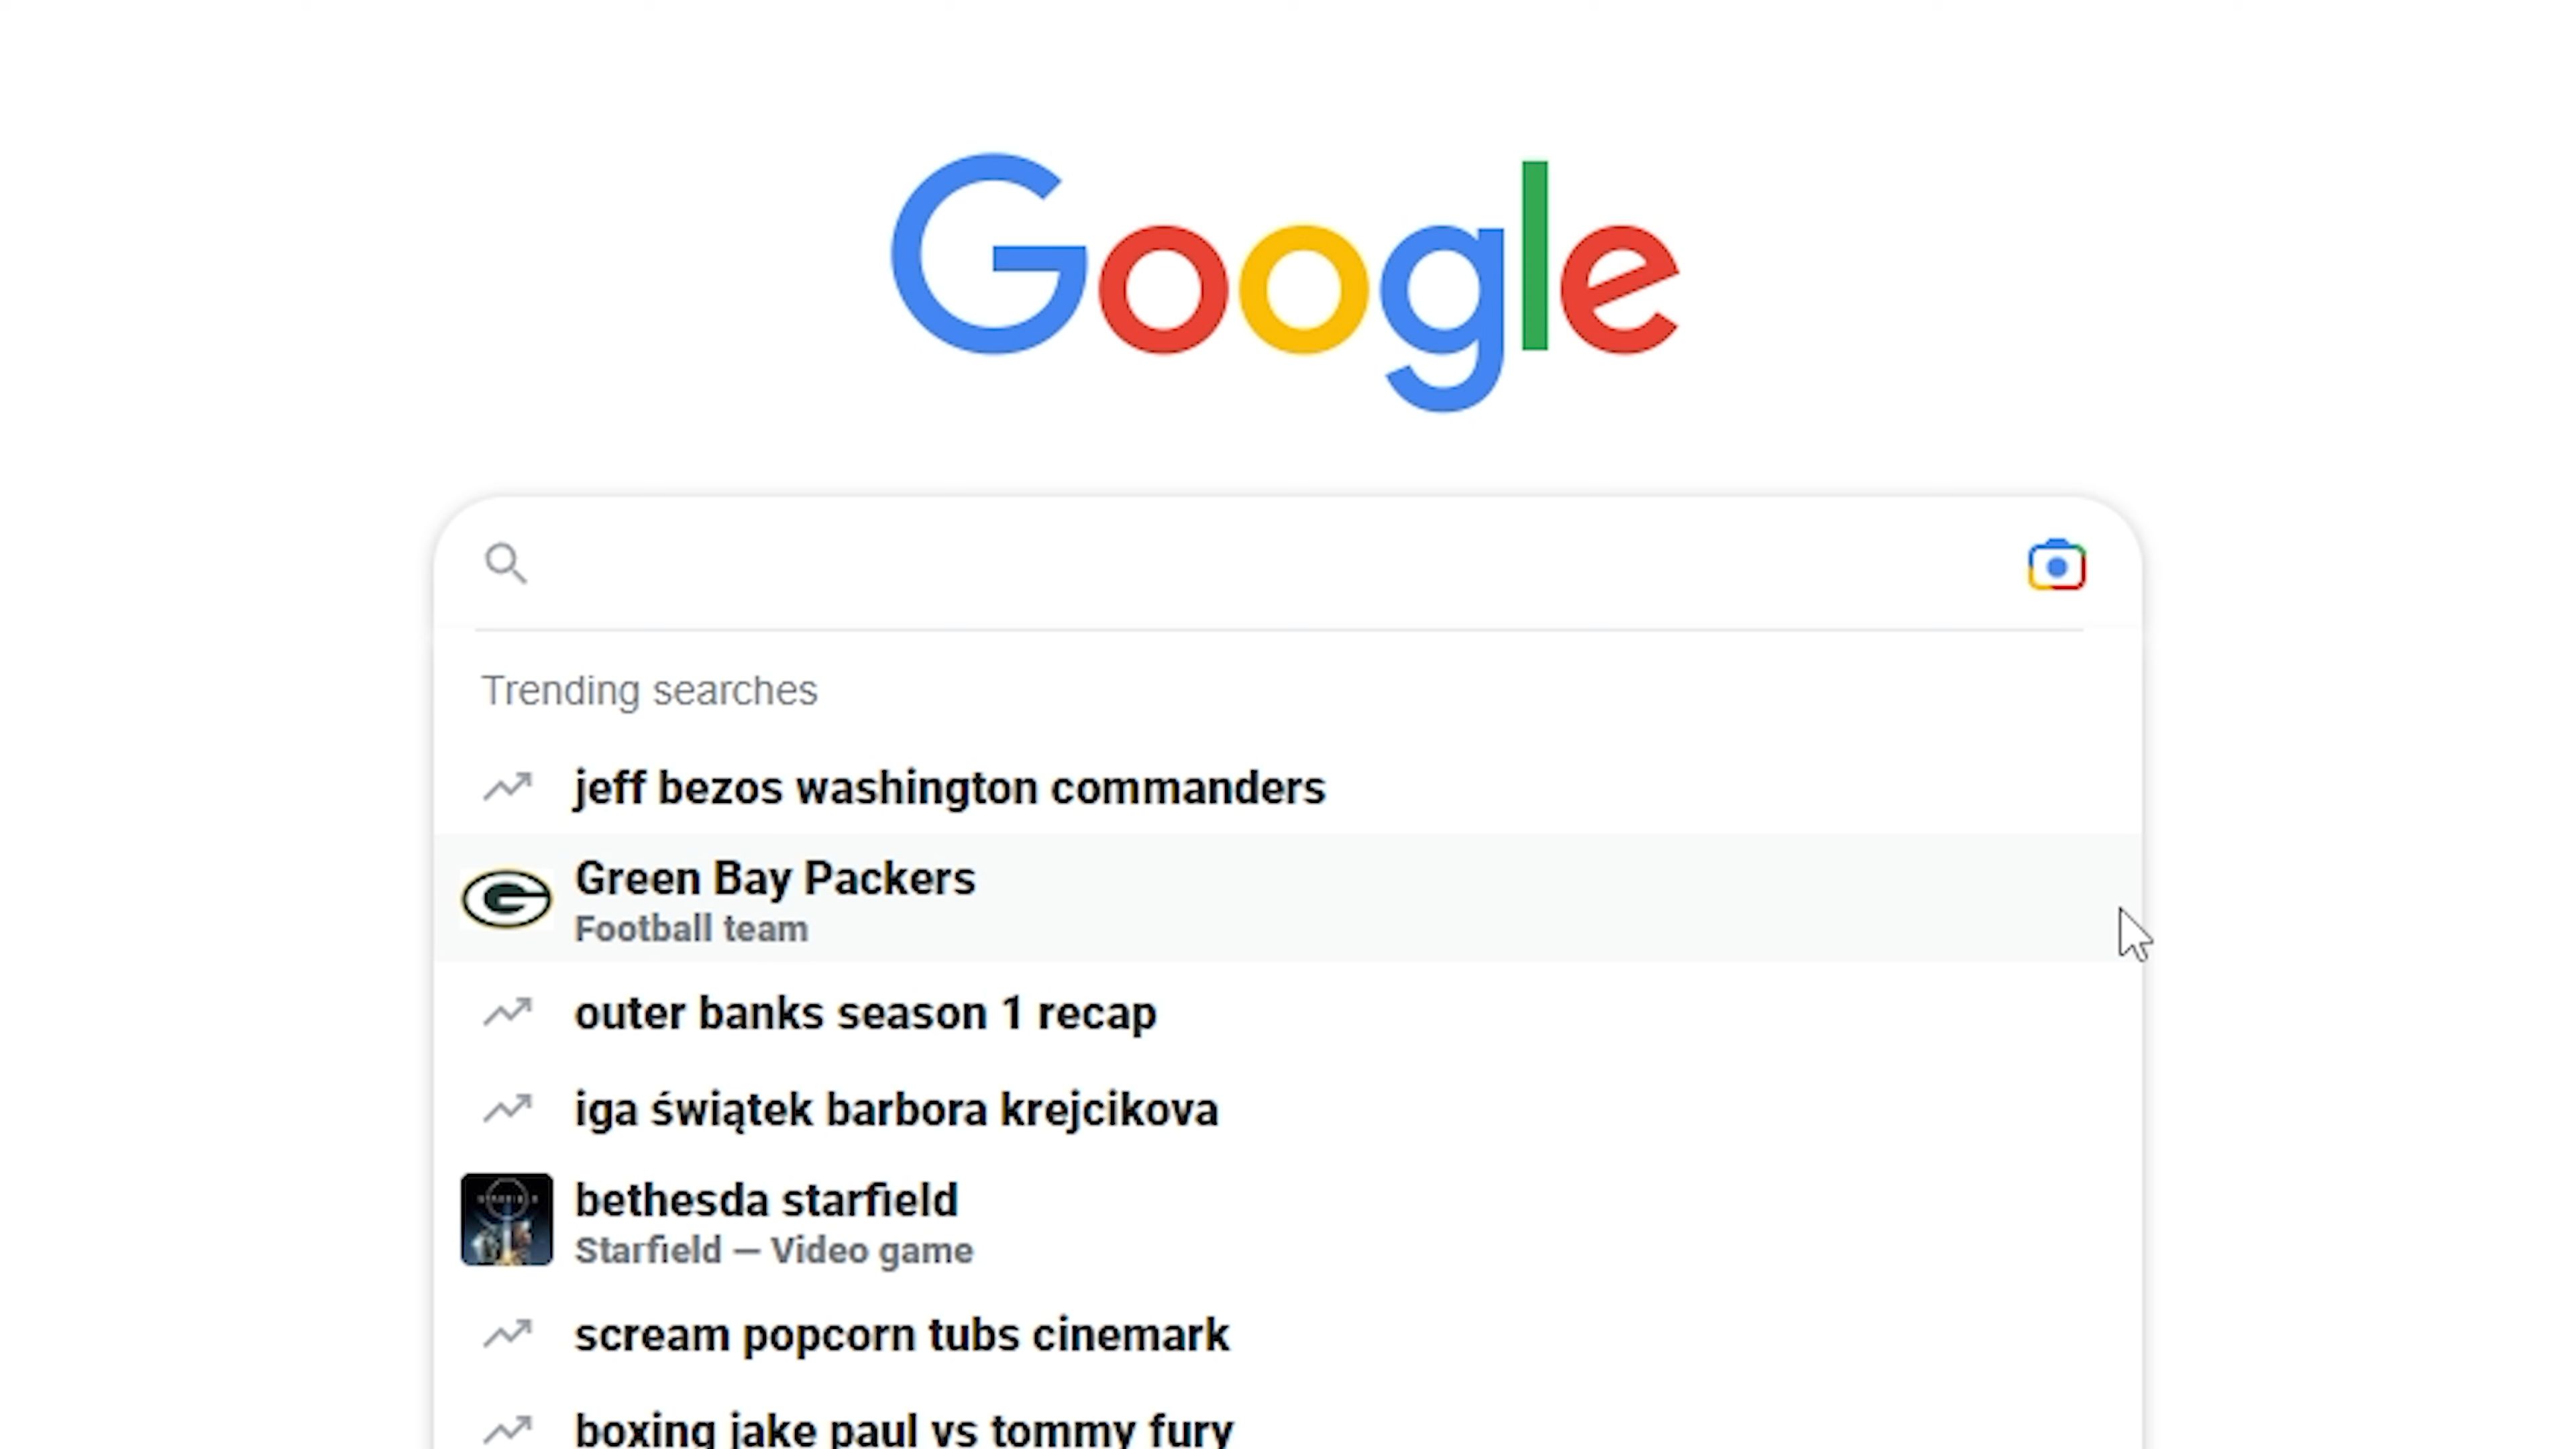 Google
Trending searches
jeff bezos washington commanders
Green Bay Packers
Football team
outer banks season 1 recap
iga świątek barbora krejcikova
bethesda starfield
Starfield — Video game
scream popcorn tubs cinemark
boxing jake paul vs tommy fury